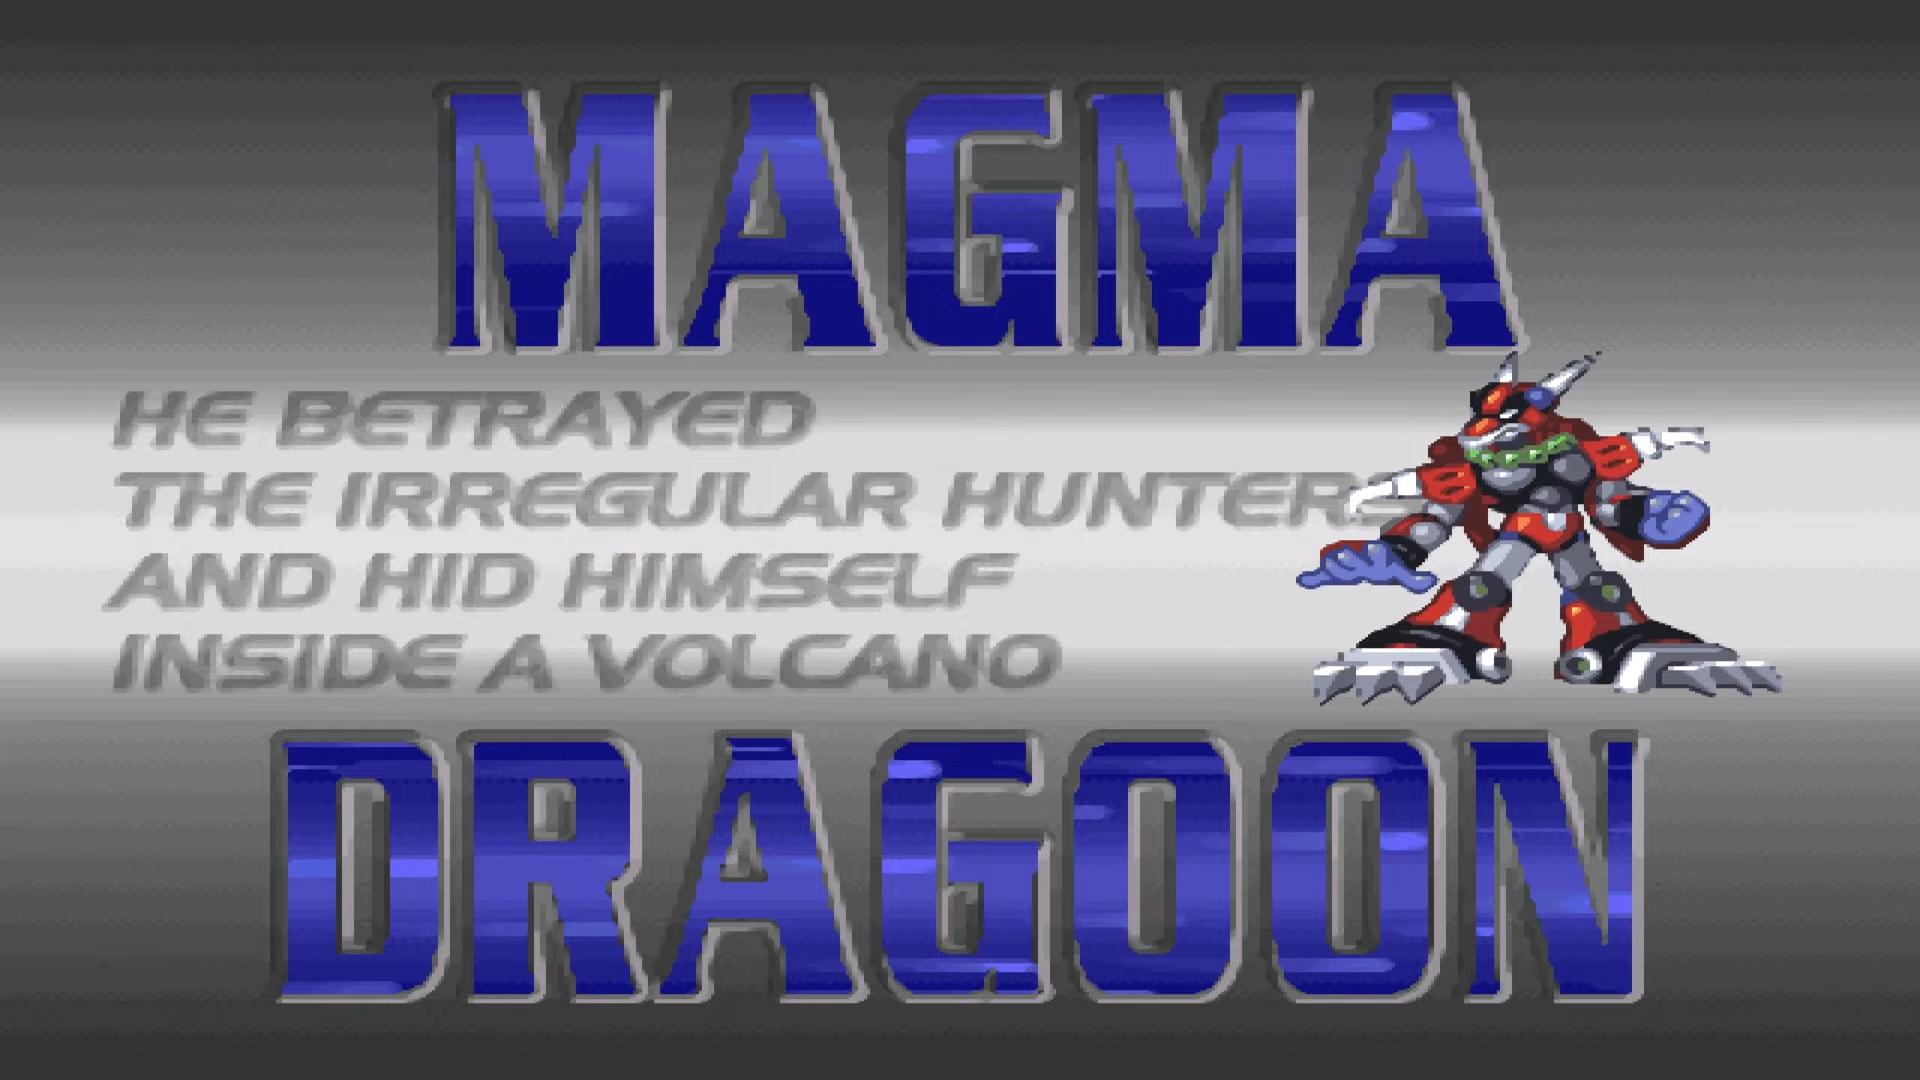 MAGMA
HE BETRAYED
THE IRREGULAR HUNTERS
AND HID HIMSELF
INSIDE A VOLCANO
DRAGOON